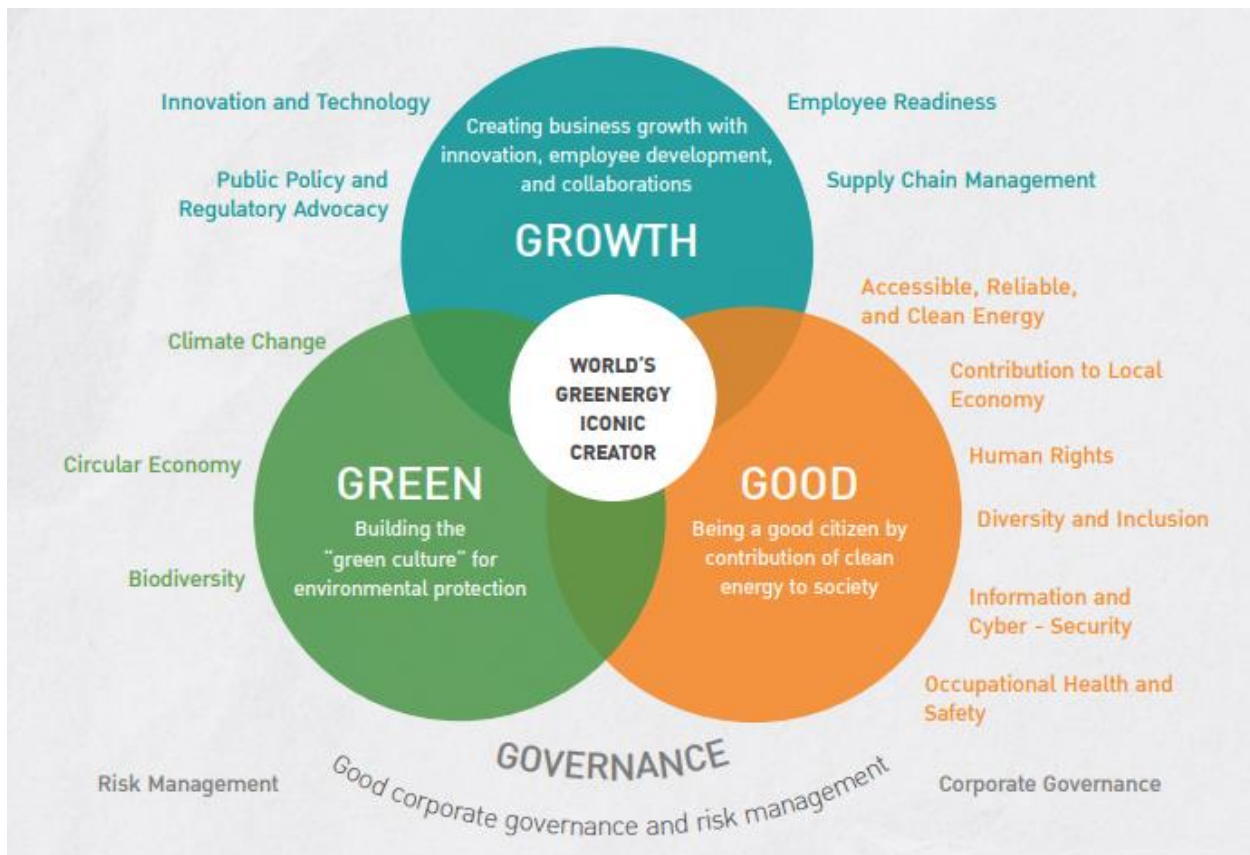 Innovation and Technology
Public Policy and
Regulatory Advocacy
Employee Readiness
Supply Chain Management
Creating business growth with
innovation, employee development,
and collaborations
GROWTH
Accessible, Reliable,
and Clean Energy
Contribution to Local
Economy
Human Rights
Diversity and Inclusion
Information and
Cyber - Security
Occupational Health and
Safety
Climate Change
Circular Economy
Biodiversity
WORLD'S
GREENERGY
ICONIC
CREATOR
GREEN
Building the
"green culture" for
environmental protection
GOOD
Being a good citizen by
contribution of clean
energy to society
GOVERNANCE
Good corporate governance and risk management
Risk Management
Corporate Governance